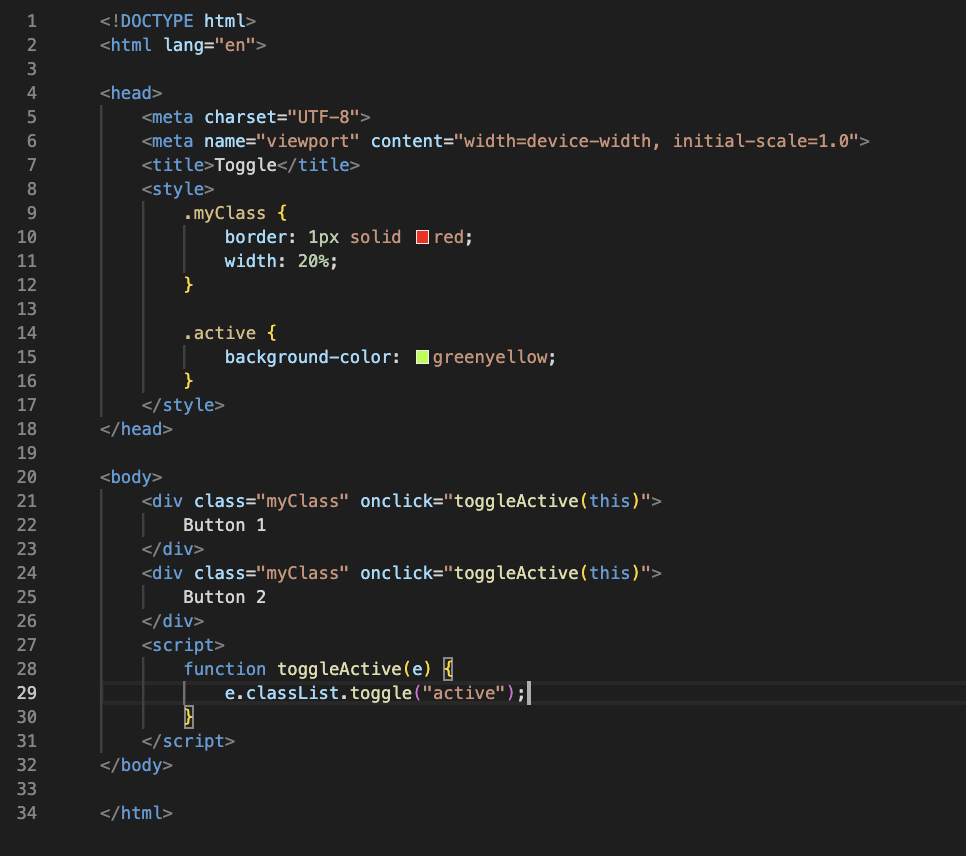 1 <!DOCTYPE html>
2 <html lang="en">
3
4 <head>
5     <meta charset="UTF-8">
6     <meta name="viewport" content="width=device-width, initial-scale=1.0">
7     <title>Toggle</title>
8     <style>
9         .myClass {
10             border: 1px solid red;
11             width: 20%;
12         }
13
14         .active {
15             background-color: greenyellow;
16         }
17     </style>
18 </head>
19
20 <body>
21     <div class="myClass" onclick="toggleActive(this)">
22         Button 1
23     </div>
24     <div class="myClass" onclick="toggleActive(this)">
25         Button 2
26     </div>
27     <script>
28         function toggleActive(e) {
29             e.classList.toggle("active");
30         }
31     </script>
32 </body>
33
34 </html>